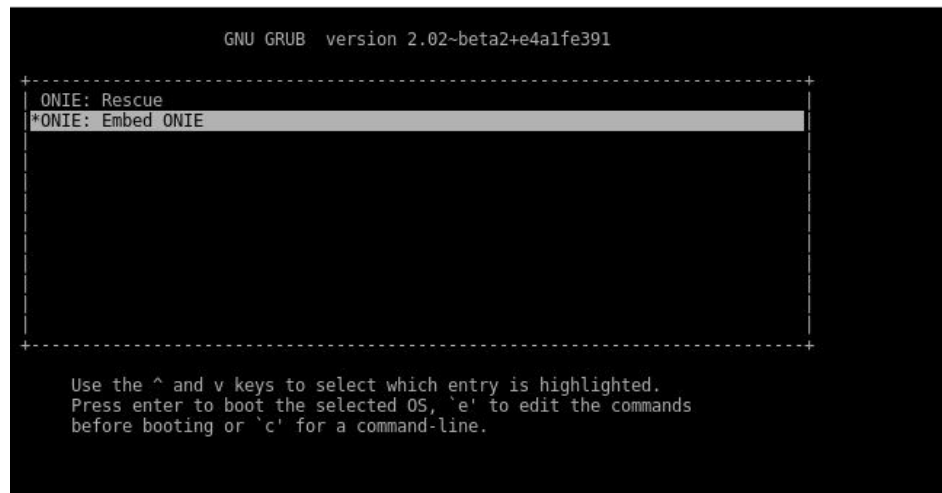 GNU GRUB  version 2.02~beta2+e4a1fe391
ONIE: Rescue
*ONIE: Embed ONIE
Use the ^ and v keys to select which entry is highlighted.
Press enter to boot the selected OS, `e' to edit the commands
before booting or `c' for a command-line.